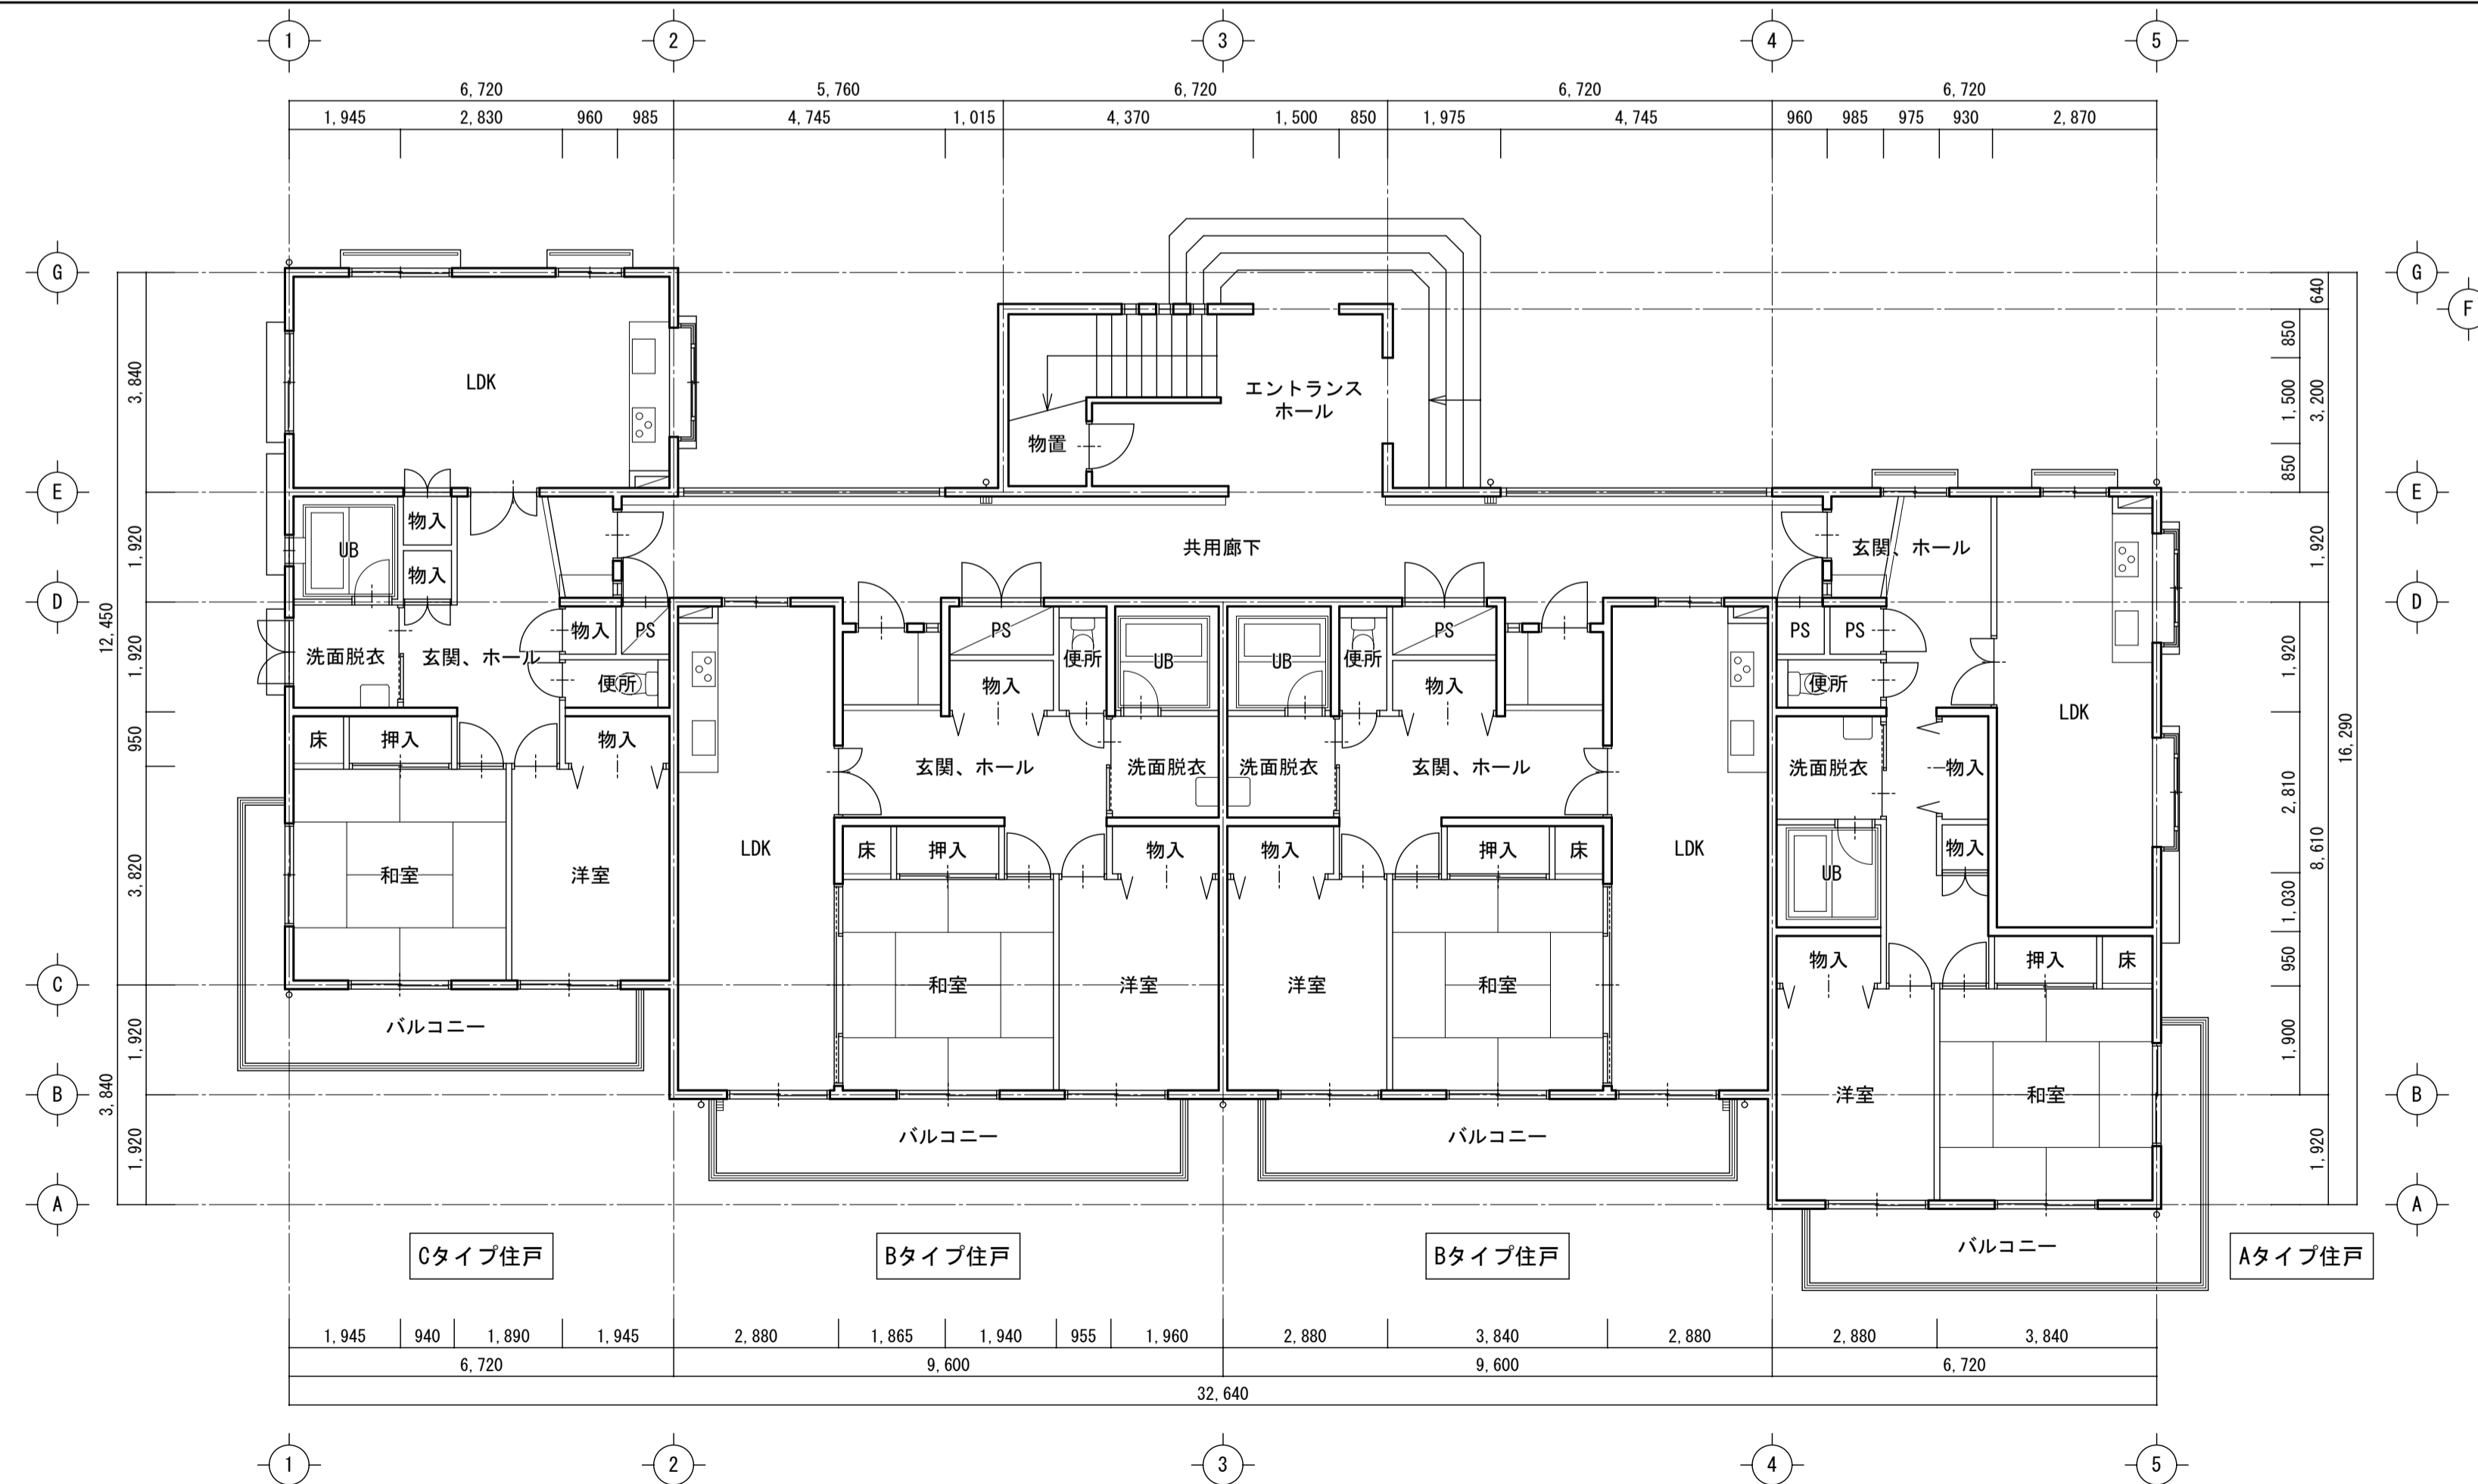 1 2 3 4 5
6,720 5,760 6,720 6,720 6,720
1,945 2,830 960 985 4,745 1,015 4,370 1,500 850 1,975 4,745 960 985 975 930 2,870
G G
640
F
850
3,840
LDK
エントランス
ホール
1,500 3,200
物置
850
E E
物入
UB
1,920
共用廊下
玄関、ホール
1,920
物入
D D
12,450
物入 PS
PS
PS
PS PS
洗面脱衣 玄関、ホール
便所 UB UB 便所
1,920
1,920
便所
物入 物入
便所
LDK
床 押入 物入
950
16,290
玄関、ホール 洗面脱衣 洗面脱衣 玄関、ホール
洗面脱衣 物入
2,810
LDK
床 押入 物入 物入 押入 床
LDK
物入
8,610
和室 洋室
3,820
UB
1,030
物入 押入 床
950
C
和室 洋室 洋室 和室
C
バルコニー
1,920
1,900
B
3,840
洋室 和室
B
バルコニー バルコニー
1,920
1,920
A A
バルコニー
Cタイプ住戸 Bタイプ住戸 Bタイプ住戸 Aタイプ住戸
1,945 940 1,890 1,945 2,880 1,865 1,940 955 1,960 2,880 3,840 2,880 2,880 3,840
6,720 9,600 9,600 6,720
32,640
1 2 3 4 5